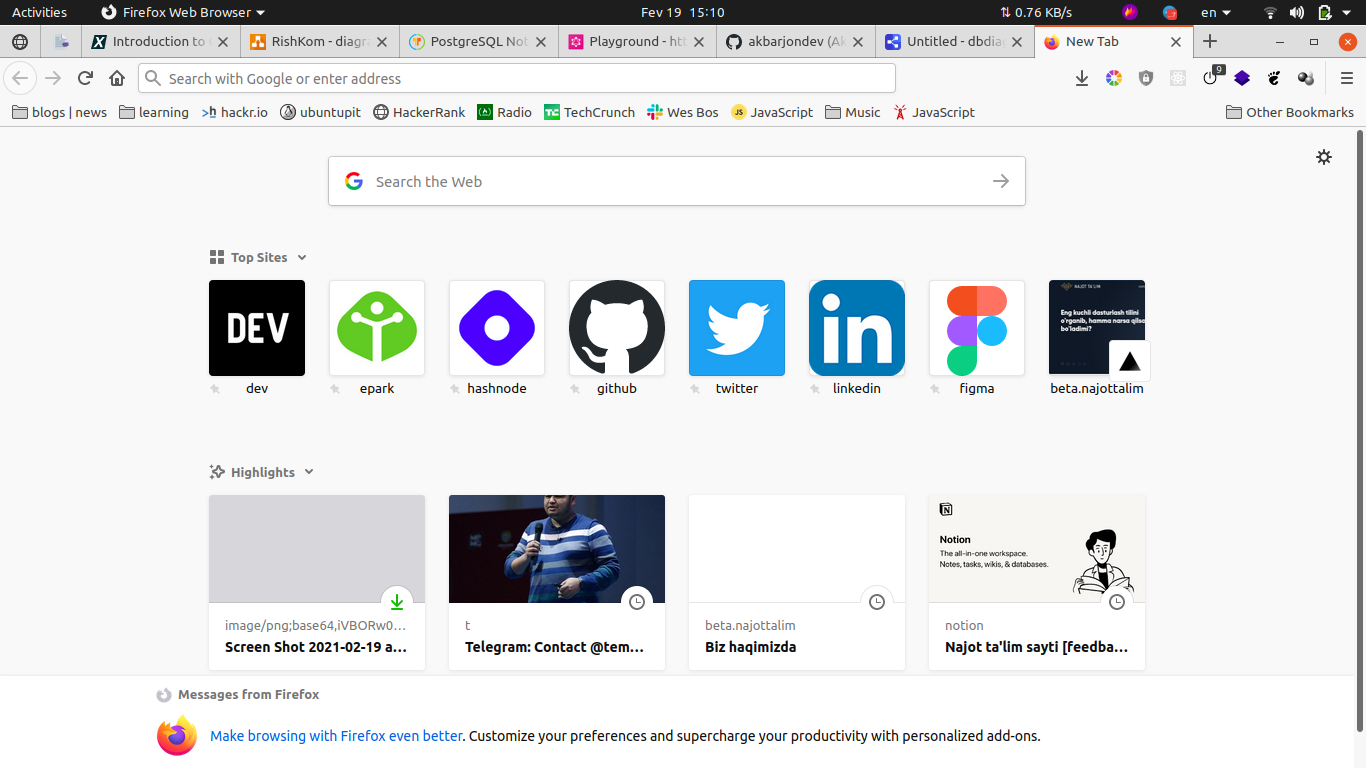 Activities Firefox Web Browser Fev 19 15:10 0.76 KB/s en
Introduction to RishKom - diagra PostgreSQL Not Playground - htt akbarjondev (Ak Untitled - dbdiag New Tab
Search with Google or enter address 9
blogs | news learning >h hackr.io ubuntupit HackerRank Radio TechCrunch Wes Bos JavaScript Music JavaScript Other Bookmarks
Search the Web
Top Sites
DEV
in
NAJOT TA'LIM
Eng kuchli dasturlash tilini
o'rganib, hamma narsa qilsa
bo'ladimi?
dev epark hashnode github twitter linkedin figma beta.najottalim
Highlights
Notion
The all-in-one workspace.
Notes, tasks, wikis, & databases.
image/png;base64,iVBORw0... t beta.najottalim notion
Screen Shot 2021-02-19 a... Telegram: Contact @tem... Biz haqimizda Najot ta'lim sayti [feedba...
Messages from Firefox
Make browsing with Firefox even better. Customize your preferences and supercharge your productivity with personalized add-ons.